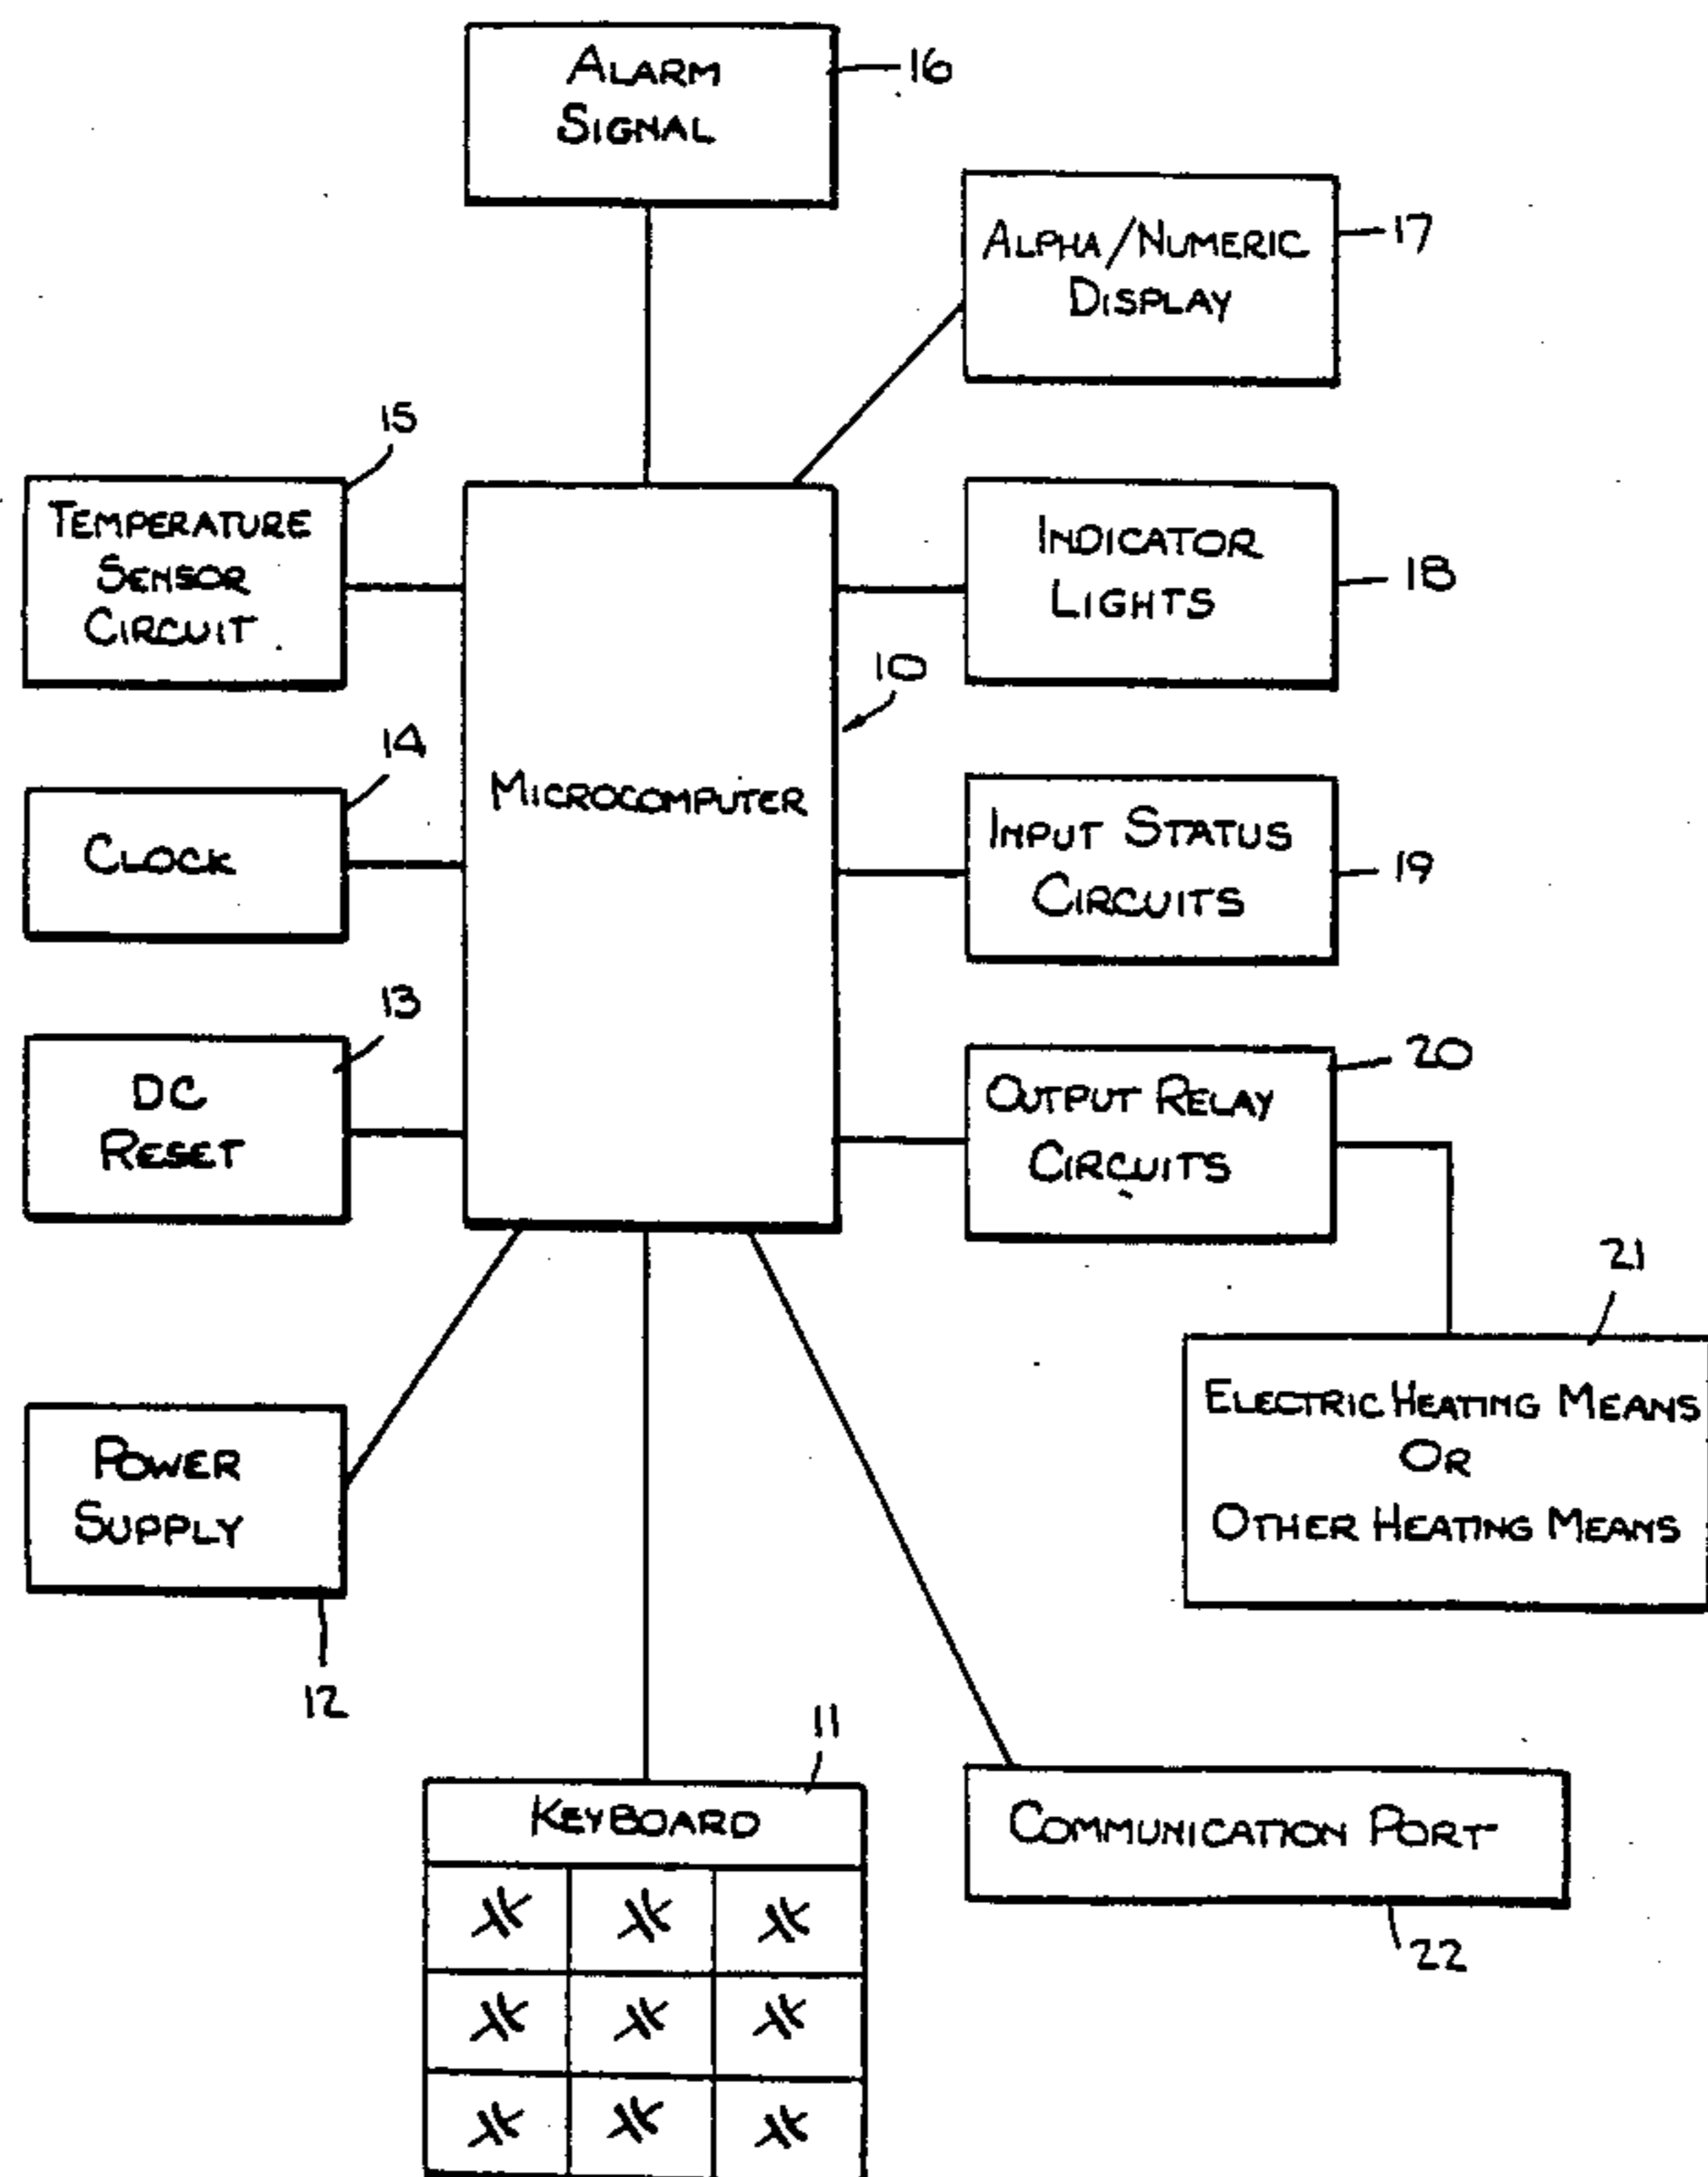 ALARM
SIGNAL
16
ALPHA/NUMERIC
DISPLAY
17
15
TEMPERATURE
SENSOR
CIRCUIT
INDICATOR
LIGHTS
18
10
14
CLOCK
MICROCOMPUTER
INPUT STATUS
CIRCUITS
19
13
DC
RESET
OUTPUT RELAY
CIRCUITS
20
21
ELECTRIC HEATING MEANS
OR
OTHER HEATING MEANS
POWER
SUPPLY
12
11
KEYBOARD
COMMUNICATION PORT
22